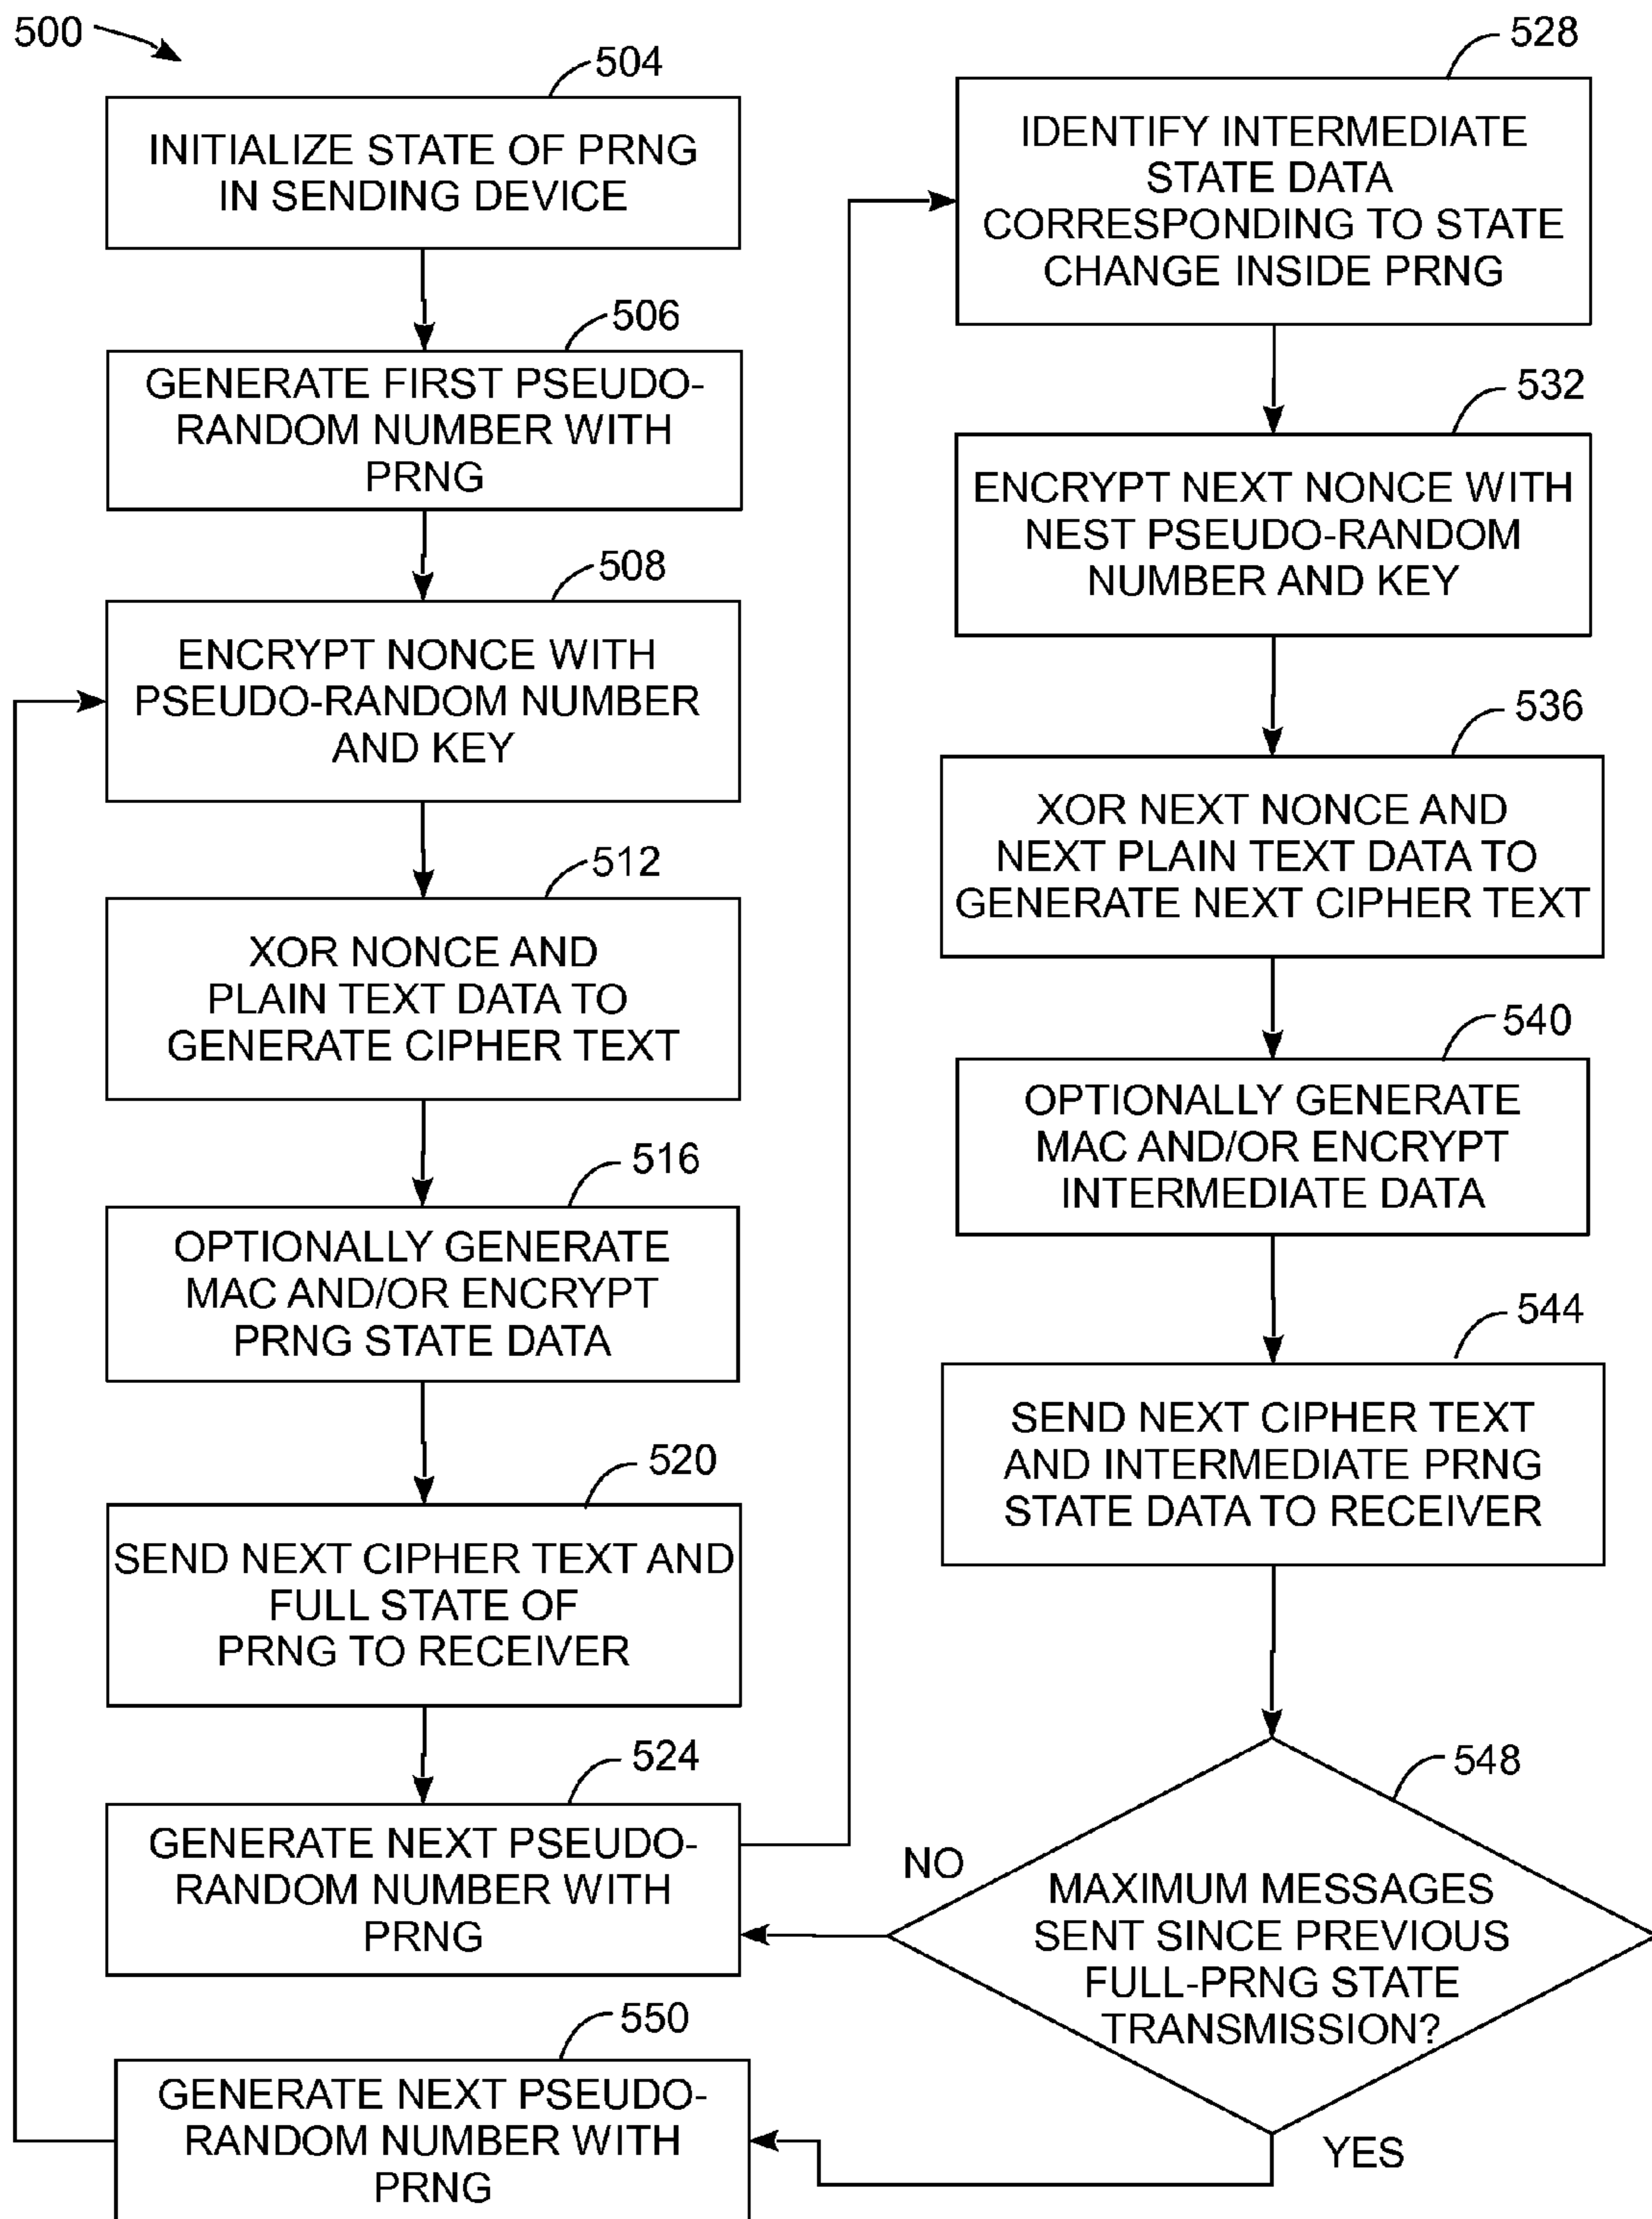 500
504
INITIALIZE STATE OF PRNG
IN SENDING DEVICE
506
GENERATE FIRST PSEUDO-
RANDOM NUMBER WITH
PRNG
508
ENCRYPT NONCE WITH
PSEUDO-RANDOM NUMBER
AND KEY
512
XOR NONCE AND
PLAIN TEXT DATA TO
GENERATE CIPHER TEXT
516
OPTIONALLY GENERATE
MAC AND/OR ENCRYPT
PRNG STATE DATA
520
SEND NEXT CIPHER TEXT AND
FULL STATE OF
PRNG TO RECEIVER
524
GENERATE NEXT PSEUDO-
RANDOM NUMBER WITH
PRNG
528
IDENTIFY INTERMEDIATE
STATE DATA
CORRESPONDING TO STATE
CHANGE INSIDE PRNG
532
ENCRYPT NEXT NONCE WITH
NEST PSEUDO-RANDOM
NUMBER AND KEY
536
XOR NEXT NONCE AND
NEXT PLAIN TEXT DATA TO
GENERATE NEXT CIPHER TEXT
540
OPTIONALLY GENERATE
MAC AND/OR ENCRYPT
INTERMEDIATE DATA
544
SEND NEXT CIPHER TEXT
AND INTERMEDIATE PRNG
STATE DATA TO RECEIVER
548
MAXIMUM MESSAGES
SENT SINCE PREVIOUS
FULL-PRNG STATE
TRANSMISSION?
NO
YES
550
GENERATE NEXT PSEUDO-
RANDOM NUMBER WITH
PRNG